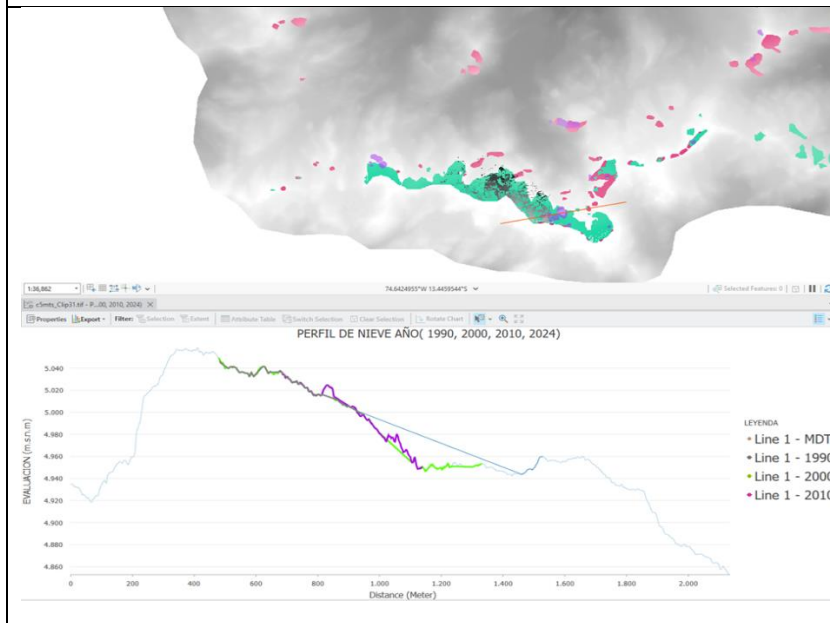 1:36,862
74.6424955°W 13.4459544°S
Selected Features: 0
c5mts_Clip31.tif - P...00, 2010, 2024)
Properties Export Filter: Selection Extent Attribute Table Switch Selection Clear Selection Rotate Chart
PERFIL DE NIEVE AÑO( 1990, 2000, 2010, 2024)
EVALUACION (m.s.n.m)
5.040
5.020
5.000
4.980
4.960
4.940
4.920
4.900
4.880
4.860
0 200 400 600 800 1.000 1.200 1.400 1.600 1.800 2.000
Distance (Meter)
LEYENDA
Line 1 - MDT
Line 1 - 1990
Line 1 - 2000
Line 1 - 2010